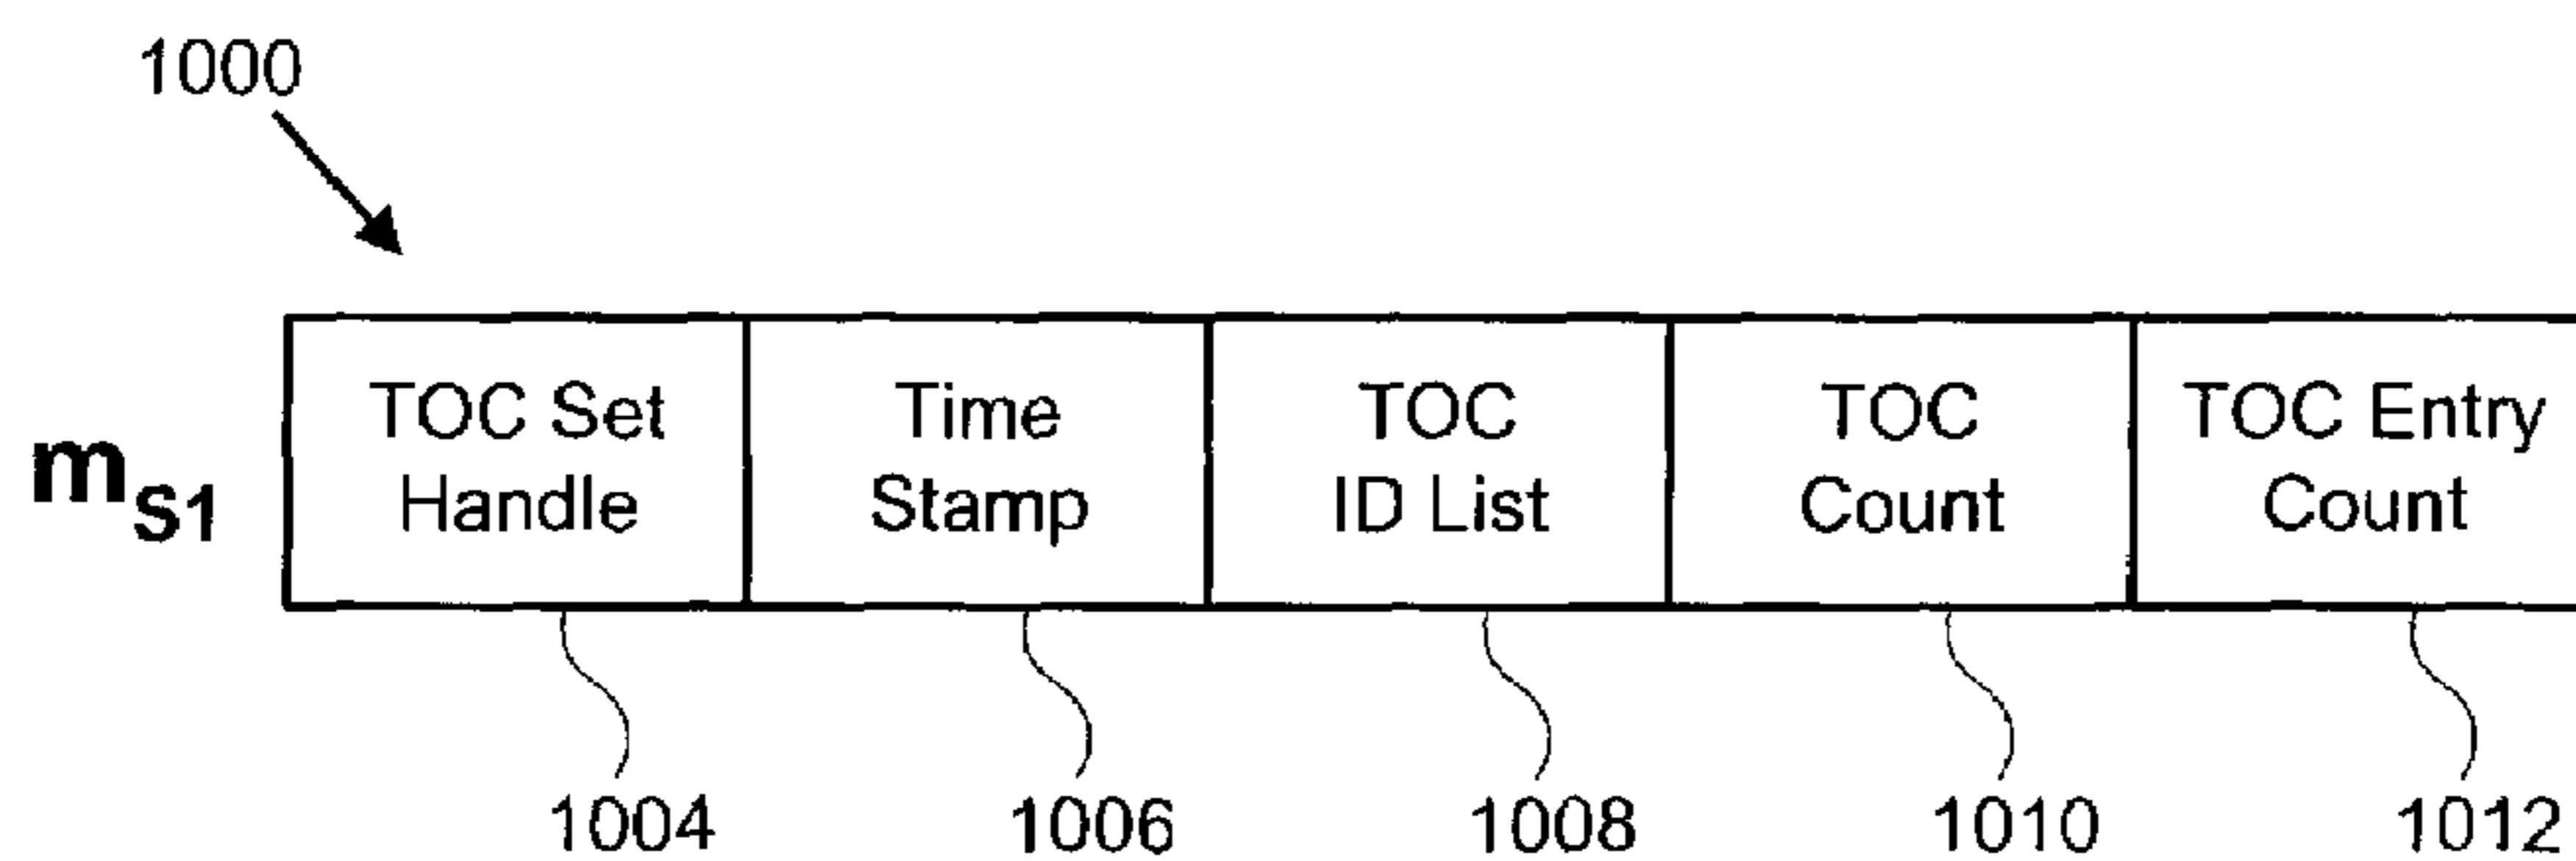 1000
m_S1
TOC Set
Handle
Time
Stamp
TOC
ID List
TOC
Count
TOC Entry
Count
1004
1006
1008
1010
1012